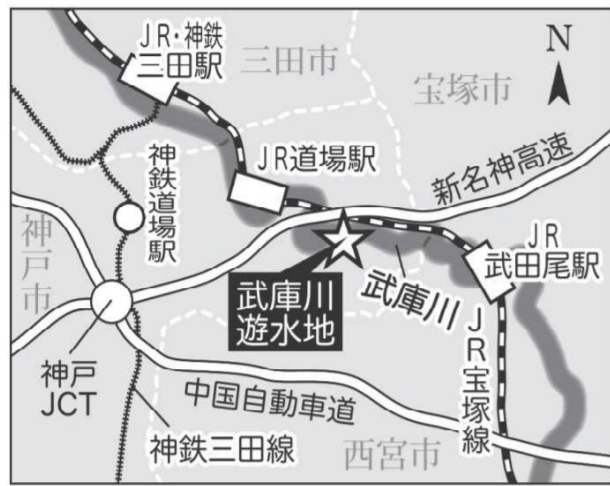 JR・神鉄
三田駅
三田市
宝塚市
N
JR道場駅
新名神高速
神鉄道場駅
神戸市
JR
武田尾駅
武庫川
武庫川
遊水地
JR宝塚線
神戸
JCT
中国自動車道
神鉄三田線
西宮市